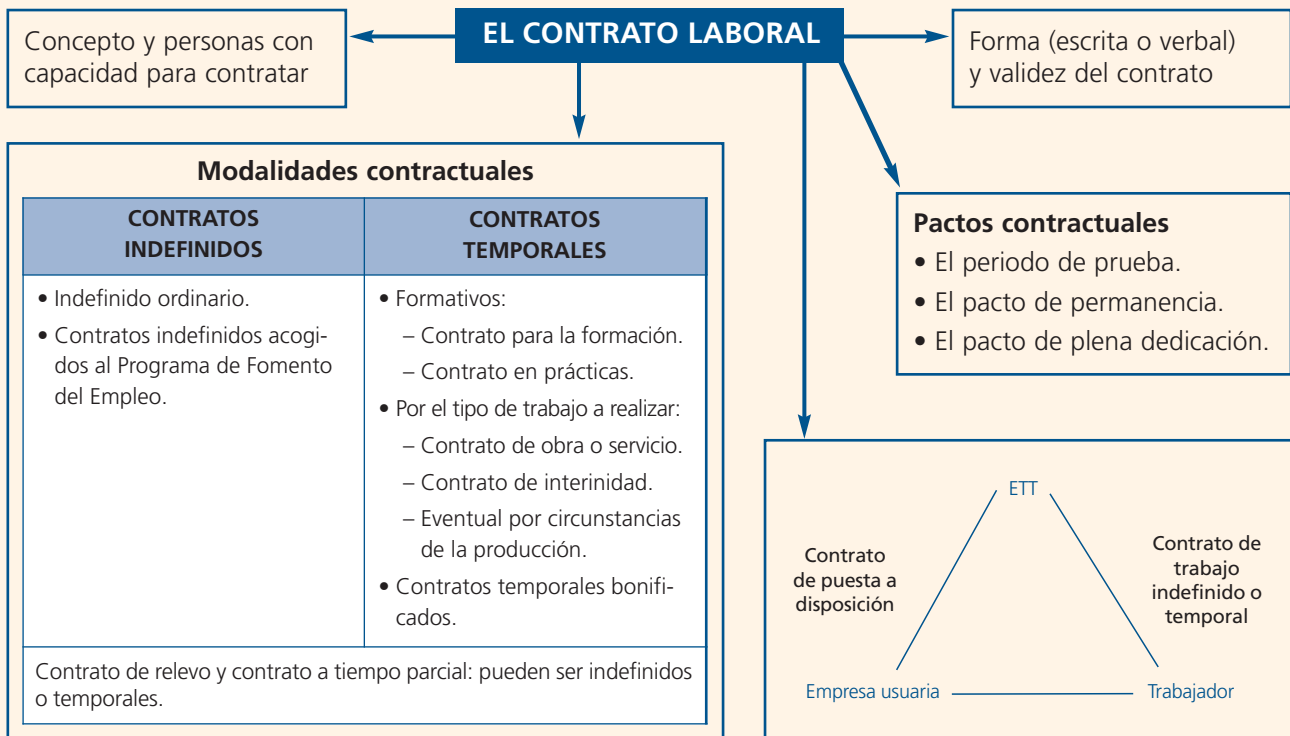 EL CONTRATO LABORAL
Concepto y personas con
capacidad para contratar
Forma (escrita o verbal)
y validez del contrato
Modalidades contractuales
CONTRATOS
INDEFINIDOS
CONTRATOS
TEMPORALES
• Indefinido ordinario.
• Contratos indefinidos acogi-
dos al Programa de Fomento
del Empleo.
• Formativos:
– Contrato para la formación.
– Contrato en prácticas.
• Por el tipo de trabajo a realizar:
– Contrato de obra o servicio.
– Contrato de interinidad.
– Eventual por circunstancias
de la producción.
• Contratos temporales bonifi-
cados.
Contrato de relevo y contrato a tiempo parcial: pueden ser indefinidos
o temporales.
Pactos contractuales
• El periodo de prueba.
• El pacto de permanencia.
• El pacto de plena dedicación.
ETT
Contrato
de puesta a
disposición
Contrato de
trabajo
indefinido o
temporal
Empresa usuaria
Trabajador